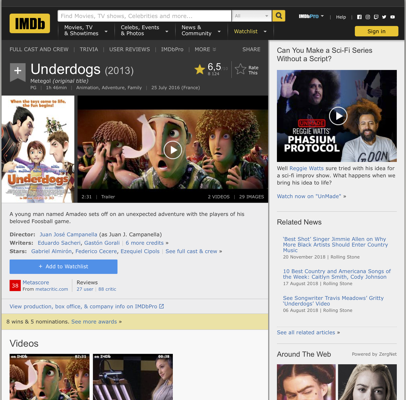 IMDb
Find Movies, TV shows, Celebrities and more...
All
IMDbPro
Help
Movies, TV
& Showtimes
Celebs, Events
& Photos
News &
Community
Watchlist
Sign in
FULL CAST AND CREW | TRIVIA | USER REVIEWS | IMDbPro | MORE
SHARE
Underdogs (2013)
Metegol (original title)
PG | 1h 46min | Animation, Adventure, Family | 25 July 2016 (France)
6,5
8 124
Rate
This
When the soccer is to life,
the fun begins!
Underdogs
2:31 | Trailer
2 VIDEOS | 29 IMAGES
A young man named Amadeo sets off on an unexpected adventure with the players of his
beloved Foosball game.
Director: Juan José Campanella (as Juan J. Campanella)
Writers: Eduardo Sacheri, Gastón Gorali | 6 more credits »
Stars: Gabriel Almirón, Federico Cecere, Ezequiel Cipols | See full cast & crew »
+ Add to Watchlist
38
Metascore
From metacritic.com
Reviews
27 user | 88 critic
View production, box office, & company info on IMDbPro
8 wins & 5 nominations. See more awards »
Videos
Can You Make a Sci-Fi Series
Without a Script?
REGGIE WATTS'
PHASIUM
PROTOCOL
Well Reggie Watts sure tried with his idea for
a sci-fi improv show. What happens when we
bring his idea to life?
Watch now on "UnMade" »
Related News
'Best Shot' Singer Jimmie Allen on Why
More Black Artists Should Enter Country
Music
20 November 2018 | Rolling Stone
10 Best Country and Americana Songs of
the Week: Caitlyn Smith, Cody Johnson
17 August 2018 | Rolling Stone
See Songwriter Travis Meadows' Gritty
'Underdogs' Video
06 August 2018 | Rolling Stone
See all related articles »
Around The Web
Powered by ZergNet